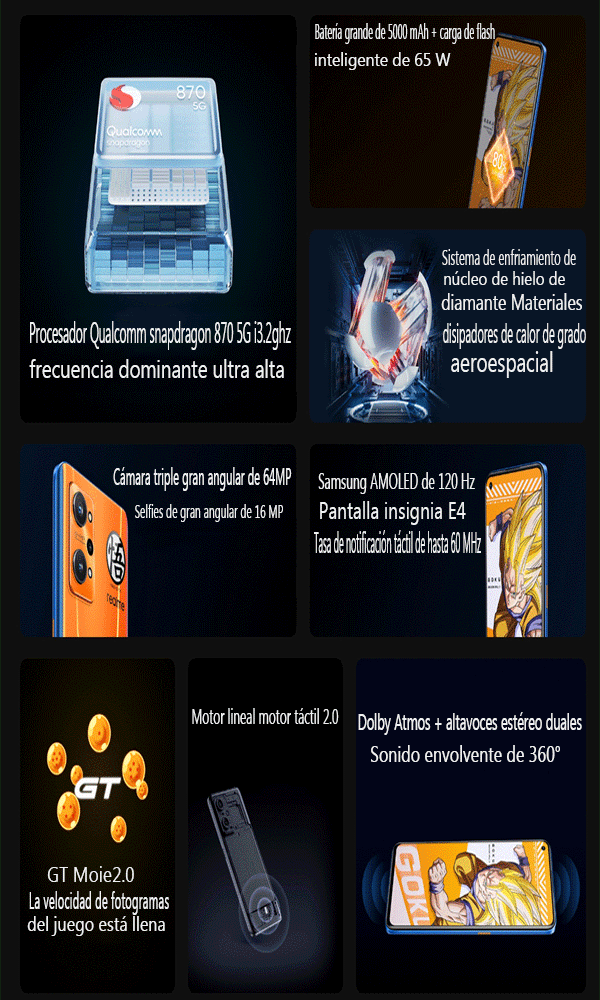 870
5G
Qualcomm
snapdragon
Procesador Qualcomm snapdragon 870 5G i3.2ghz
frecuencia dominante ultra alta
Batería grande de 5000 mAh + carga de flash
inteligente de 65 W
80%
Sistema de enfriamiento de
núcleo de hielo de
diamante Materiales
disipadores de calor de grado
aeroespacial
Cámara triple gran angular de 64MP
Selfies de gran angular de 16 MP
悟
realme
Samsung AMOLED de 120 Hz
Pantalla insignia E4
Tasa de notificación táctil de hasta 60 MHz
GOKU
GT
GT Moie2.0
La velocidad de fotogramas
del juego está llena
Motor lineal motor táctil 2.0
Dolby Atmos + altavoces estéreo duales
Sonido envolvente de 360°
GOKU